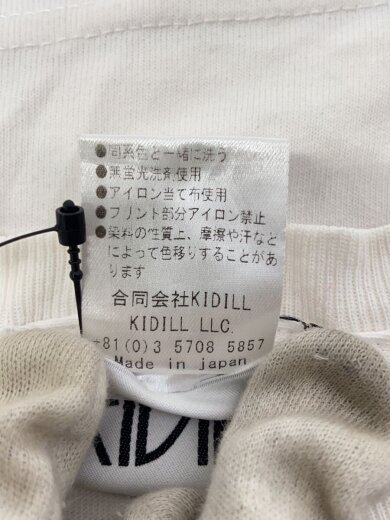 ●同系色と一緒に洗う
●無蛍光洗剤使用
●アイロン当て布使用
●プリント部分アイロン禁止
●染料の性質上、摩擦や汗など
によって色移りすることがあ
ります
合同会社KIDILL
KIDILL LLC.
+81(0)3 5708 5857
Made in japan
KIDILL